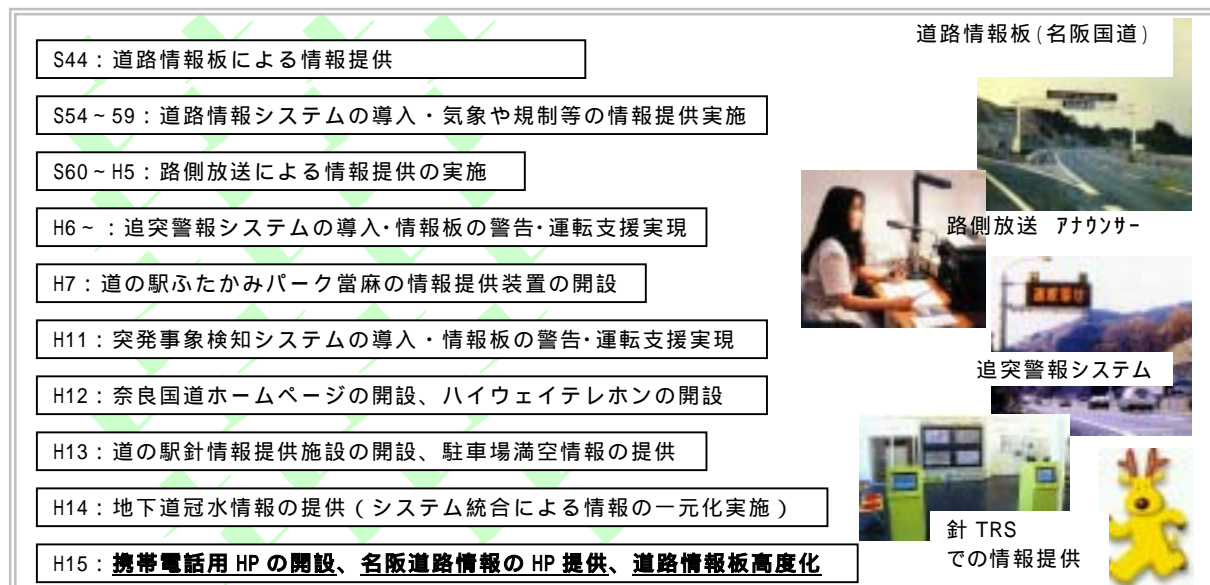 道路情報板(名阪国道)
S44：道路情報板による情報提供
S54～59：道路情報システムの導入・気象や規制等の情報提供実施
S60～H5：路側放送による情報提供の実施
路側放送 アナウンサー
H6～：追突警報システムの導入･情報板の警告･運転支援実現
H7：道の駅ふたかみパーク當麻の情報提供装置の開設
H11：突発事象検知システムの導入・情報板の警告･運転支援実現
追突警報システム
H12：奈良国道ホームページの開設、ハイウェイテレホンの開設
H13：道の駅針情報提供施設の開設、駐車場満空情報の提供
H14：地下道冠水情報の提供（システム統合による情報の一元化実施）
針 TRS
での情報提供
H15：携帯電話用 HP の開設、名阪道路情報の HP 提供、道路情報板高度化